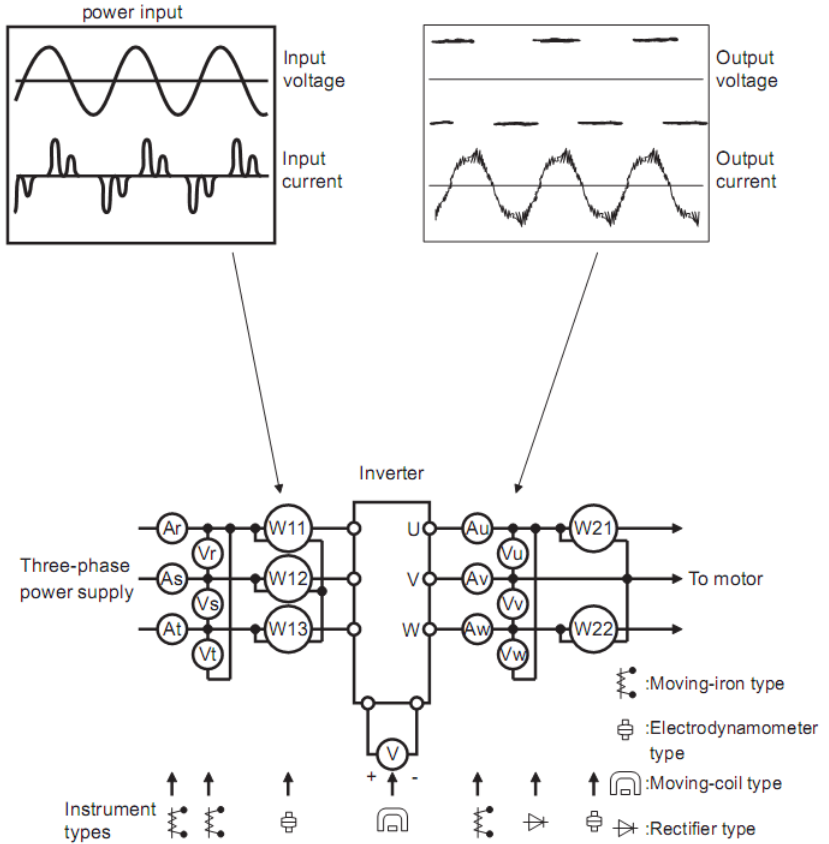 power input
Input
voltage
Input
current
Output
voltage
Output
current
Inverter
Three-phase
power supply
Ar
As
At
Vr
Vs
Vt
W11
W12
W13
U
V
W
Au
Av
Aw
Vu
Vv
Vw
W21
W22
To motor
V
+ -
Instrument
types
:Moving-iron type
:Electrodynamometer
type
:Moving-coil type
:Rectifier type